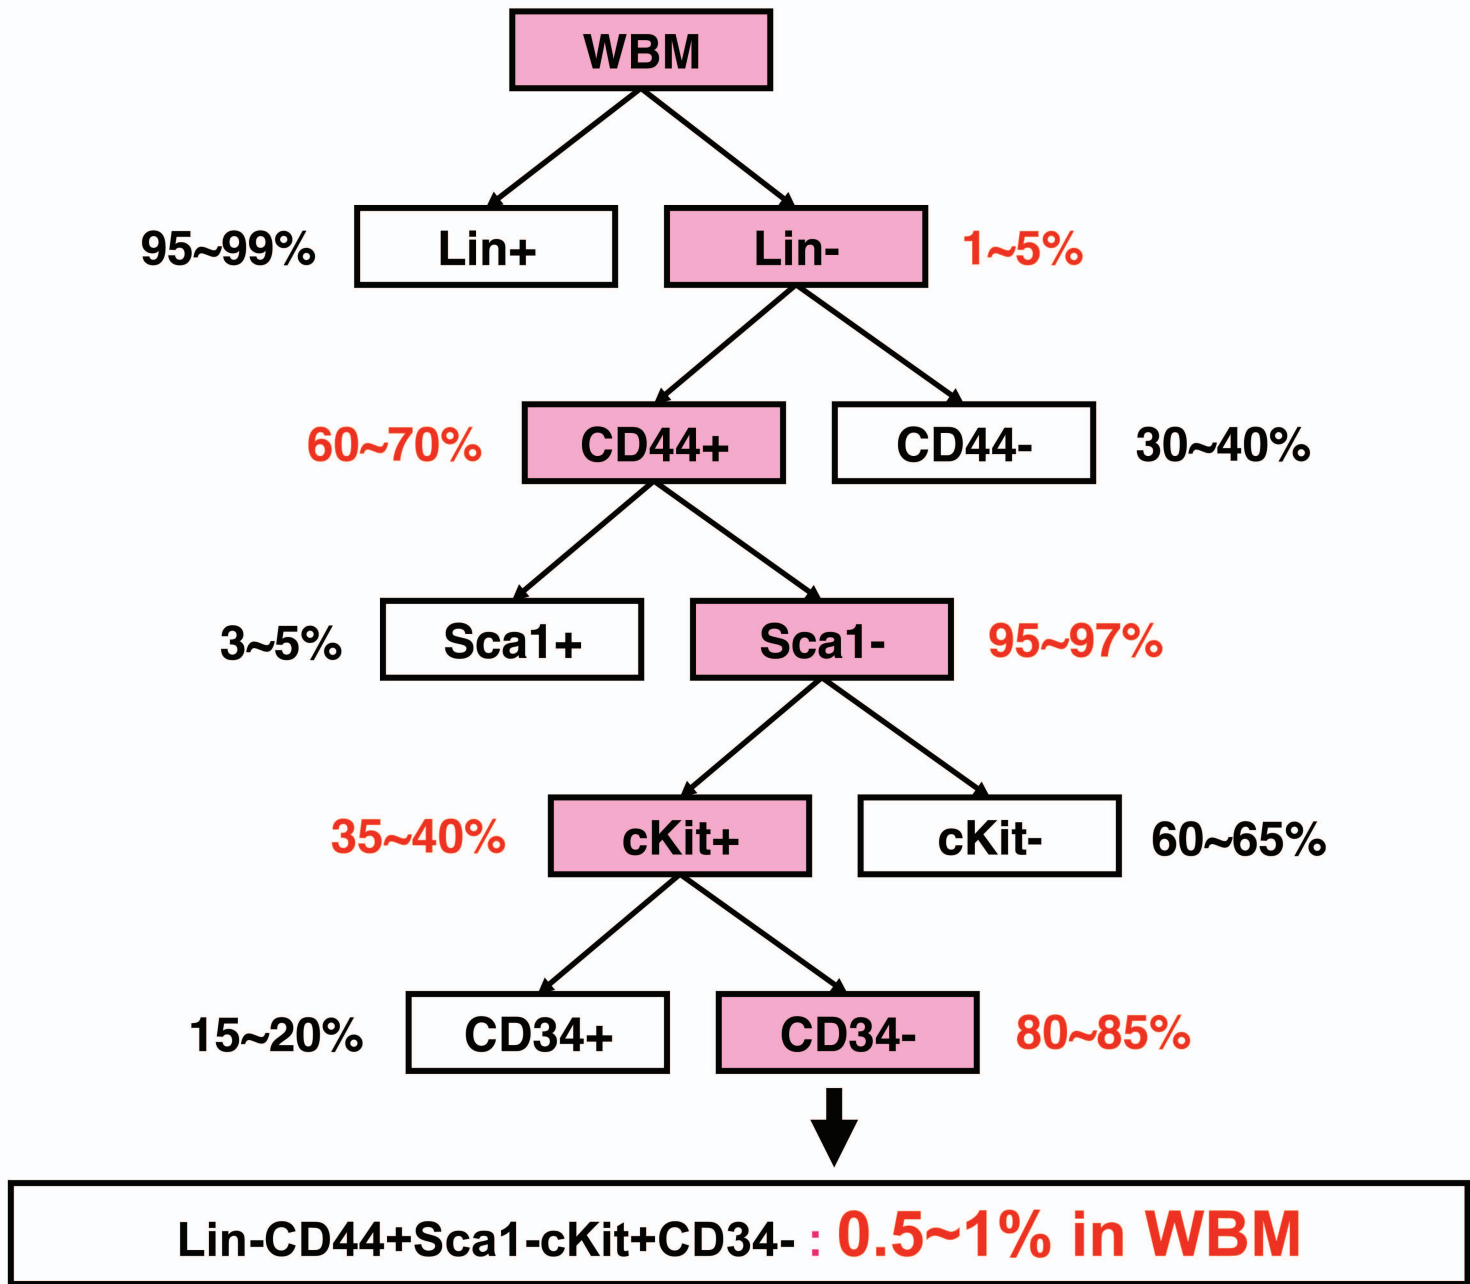 WBM
95~99% Lin+ Lin- 1~5%
60~70% CD44+ CD44- 30~40%
3~5% Sca1+ Sca1- 95~97%
35~40% cKit+ cKit- 60~65%
15~20% CD34+ CD34- 80~85%
Lin-CD44+Sca1-cKit+CD34- : 0.5~1% in WBM